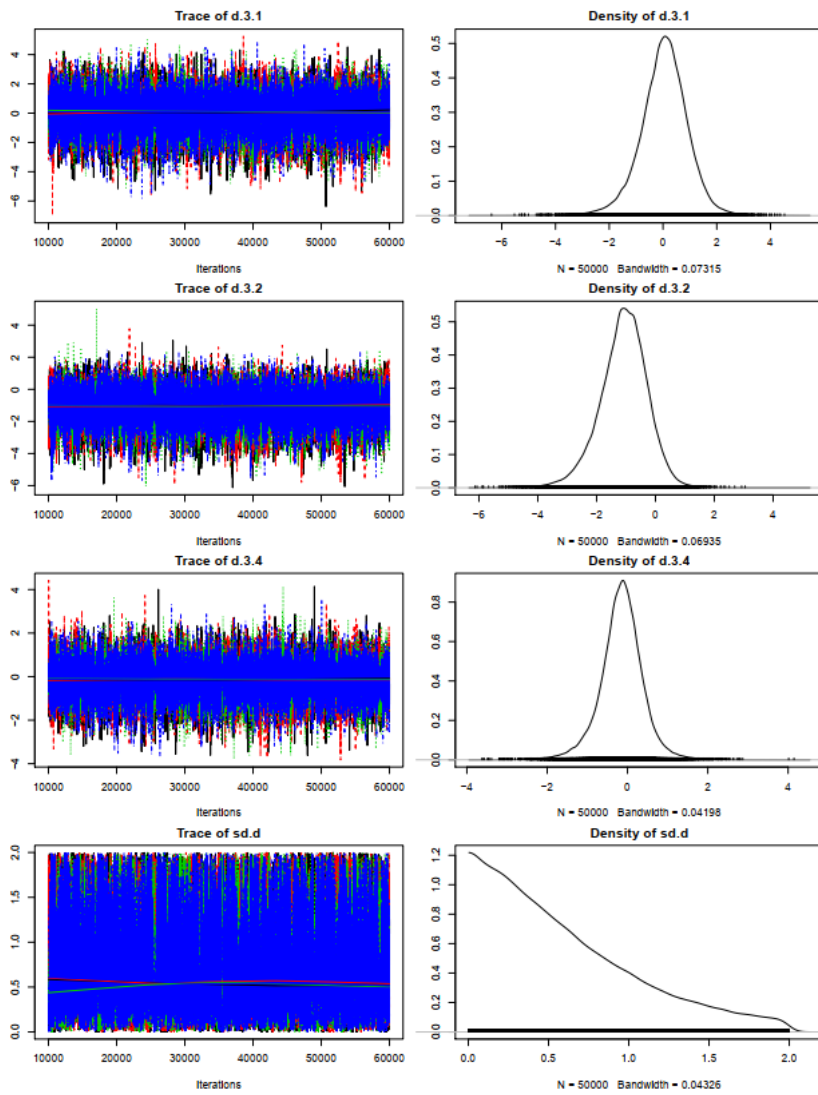 Trace of d.3.1
Density of d.3.1
4
2
0
-2
-4
-6
0.5
0.4
0.3
0.2
0.1
0.0
10000 20000 30000 40000 50000 60000
-6 -4 -2 0 2 4
Iterations
N = 50000 Bandwidth = 0.07315
Trace of d.3.2
Density of d.3.2
4
2
0
-2
-4
-6
0.5
0.4
0.3
0.2
0.1
0.0
10000 20000 30000 40000 50000 60000
-6 -4 -2 0 2 4
Iterations
N = 50000 Bandwidth = 0.06935
Trace of d.3.4
Density of d.3.4
4
2
0
-2
-4
0.8
0.6
0.4
0.2
0.0
10000 20000 30000 40000 50000 60000
-4 -2 0 2 4
Iterations
N = 50000 Bandwidth = 0.04198
Trace of sd.d
Density of sd.d
2.0
1.5
1.0
0.5
0.0
1.2
1.0
0.8
0.6
0.4
0.2
0.0
10000 20000 30000 40000 50000 60000
0.0 0.5 1.0 1.5 2.0
Iterations
N = 50000 Bandwidth = 0.04326